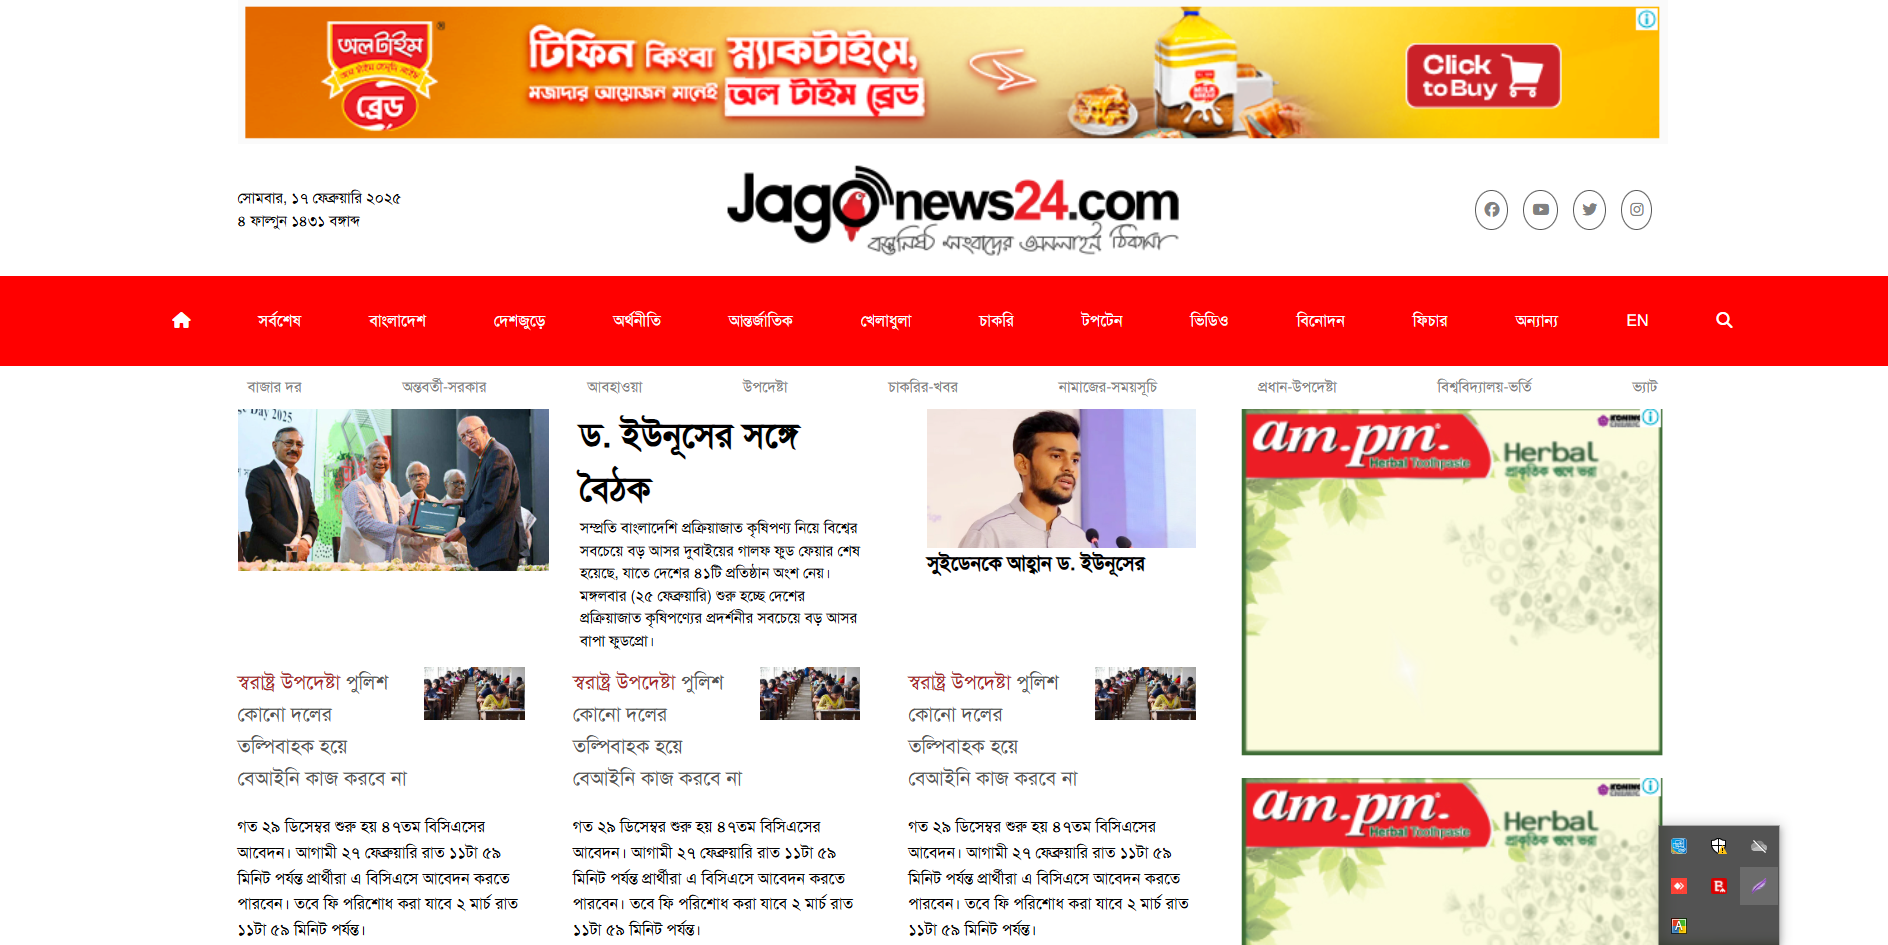 অল টাইম
ব্রেড
টিফিন কিংবা স্ন্যাকটাইমে,
মজাদার আয়োজন মানেই অল টাইম ব্রেড
Click
to Buy
সোমবার, ১৭ ফেব্রুয়ারি ২০২৫
৪ ফাল্গুন ১৪৩১ বঙ্গাব্দ
Jagonews24.com
বস্তুনিষ্ঠ সংবাদের অনলাইন ঠিকানা
সর্বশেষ বাংলাদেশ দেশজুড়ে অর্থনীতি আন্তর্জাতিক খেলাধুলা চাকরি টপটেন ভিডিও বিনোদন ফিচার অন্যান্য EN
বাজার দর অন্তবর্তী-সরকার আবহাওয়া উপদেষ্টা চাকরির-খবর নামাজের-সময়সূচি প্রধান-উপদেষ্টা বিশ্ববিদ্যালয়-ভর্তি ভ্যাট
Day 2025
ড. ইউনূসের সঙ্গে
বৈঠক
সম্প্রতি বাংলাদেশি প্রক্রিয়াজাত কৃষিপণ্য নিয়ে বিশ্বের
সবচেয়ে বড় আসর দুবাইয়ের গালফ ফুড ফেয়ার শেষ
হয়েছে, যাতে দেশের ৪১টি প্রতিষ্ঠান অংশ নেয়।
মঙ্গলবার (২৫ ফেব্রুয়ারি) শুরু হচ্ছে দেশের
প্রক্রিয়াজাত কৃষিপণ্যের প্রদর্শনীর সবচেয়ে বড় আসর
বাপা ফুডপ্রো।
সুইডেনকে আহ্বান ড. ইউনূসের
am.pm.
Herbal Toothpaste
Herbal
প্রাকৃতিক গুণে ভরা
স্বরাষ্ট্র উপদেষ্টা পুলিশ
কোনো দলের
তল্পিবাহক হয়ে
বেআইনি কাজ করবে না
গত ২৯ ডিসেম্বর শুরু হয় ৪৭তম বিসিএসের
আবেদন। আগামী ২৭ ফেব্রুয়ারি রাত ১১টা ৫৯
মিনিট পর্যন্ত প্রার্থীরা এ বিসিএসে আবেদন করতে
পারবেন। তবে ফি পরিশোধ করা যাবে ২ মার্চ রাত
১১টা ৫৯ মিনিট পর্যন্ত।
স্বরাষ্ট্র উপদেষ্টা পুলিশ
কোনো দলের
তল্পিবাহক হয়ে
বেআইনি কাজ করবে না
গত ২৯ ডিসেম্বর শুরু হয় ৪৭তম বিসিএসের
আবেদন। আগামী ২৭ ফেব্রুয়ারি রাত ১১টা ৫৯
মিনিট পর্যন্ত প্রার্থীরা এ বিসিএসে আবেদন করতে
পারবেন। তবে ফি পরিশোধ করা যাবে ২ মার্চ রাত
১১টা ৫৯ মিনিট পর্যন্ত।
স্বরাষ্ট্র উপদেষ্টা পুলিশ
কোনো দলের
তল্পিবাহক হয়ে
বেআইনি কাজ করবে না
গত ২৯ ডিসেম্বর শুরু হয় ৪৭তম বিসিএসের
আবেদন। আগামী ২৭ ফেব্রুয়ারি রাত ১১টা ৫৯
মিনিট পর্যন্ত প্রার্থীরা এ বিসিএসে আবেদন করতে
পারবেন। তবে ফি পরিশোধ করা যাবে ২ মার্চ রাত
১১টা ৫৯ মিনিট পর্যন্ত।
am.pm.
Herbal Toothpaste
Herbal
প্রাকৃতিক গুণে ভরা